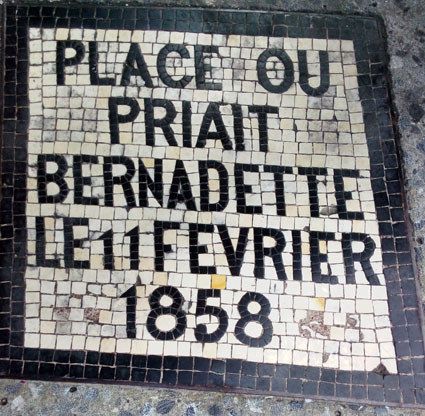 PLACE OU
PRIAIT
BERNADETTE
LE 11 FEVRIER
1858